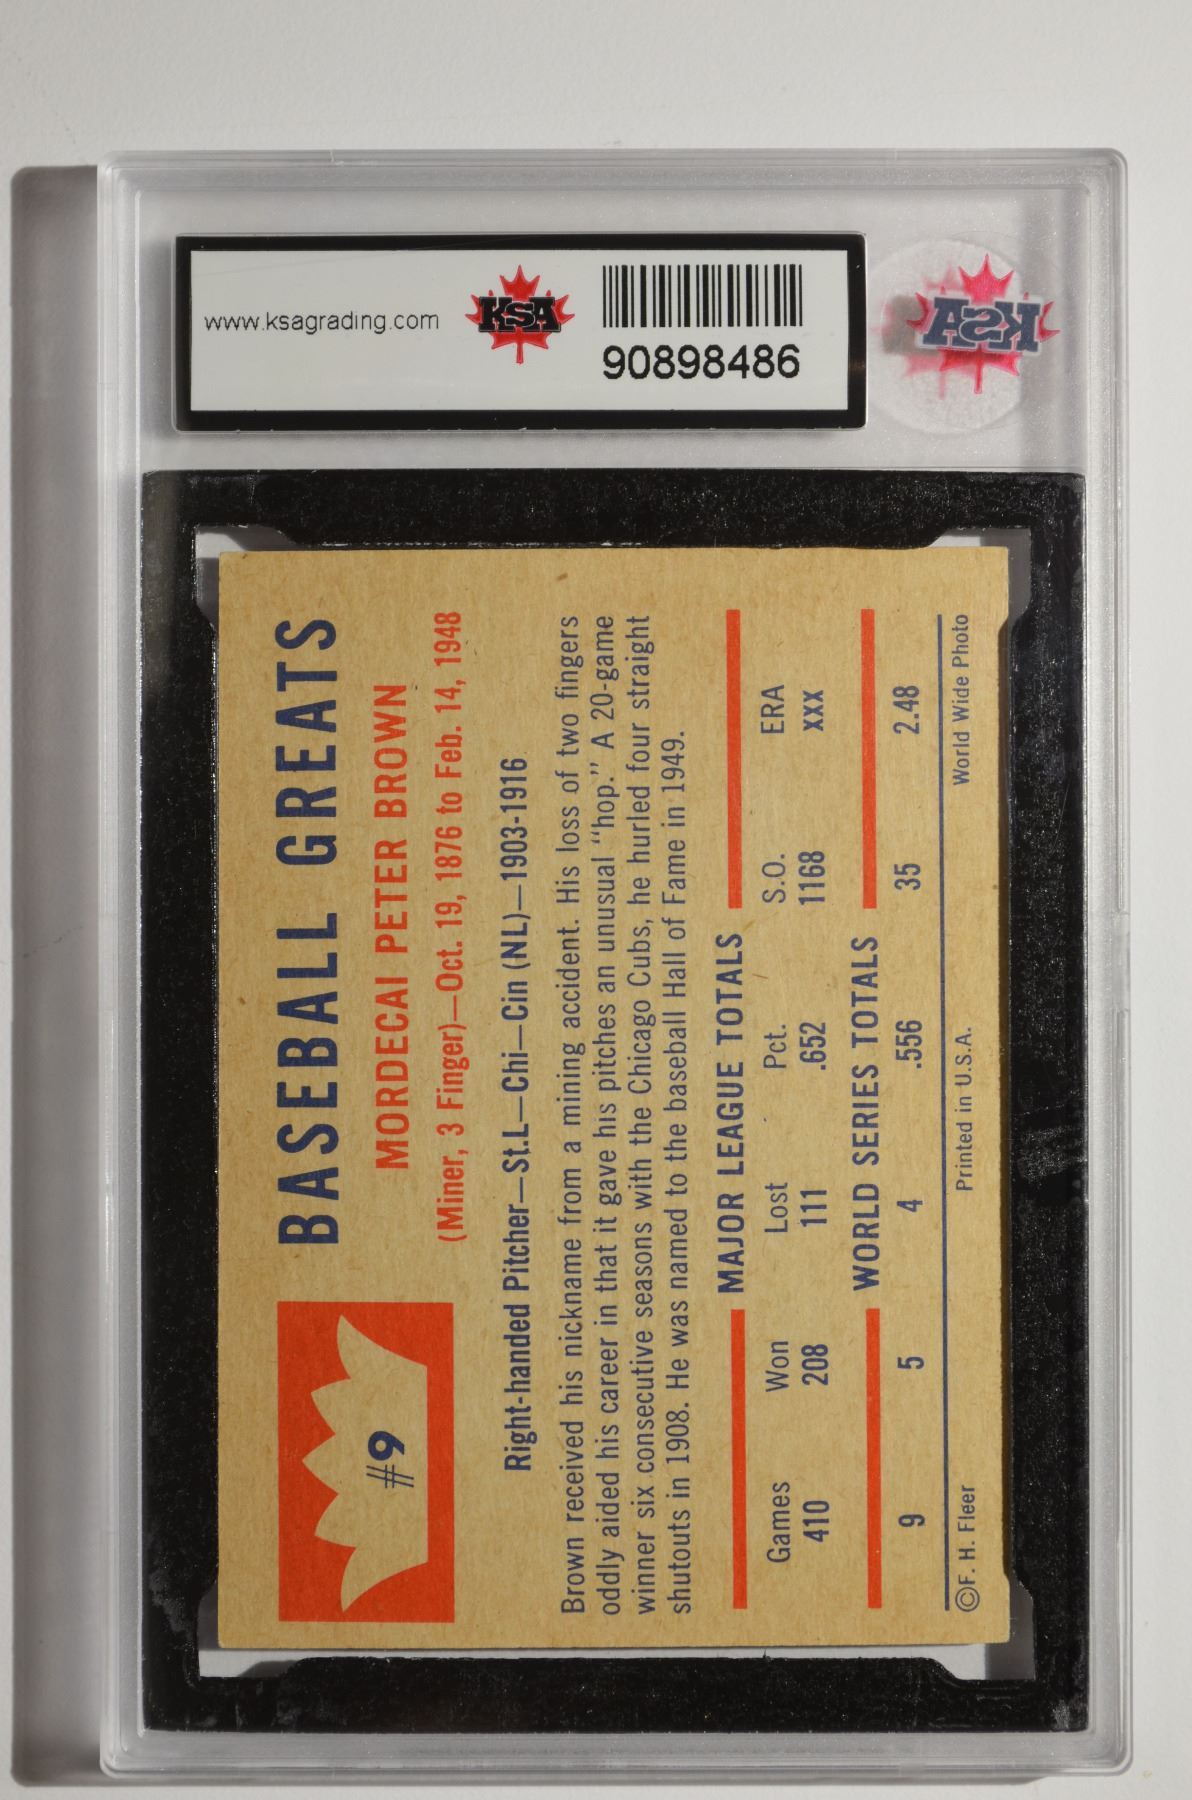 www.ksagrading.com
KSA
90898486
KSA
#9
BASEBALL GREATS
MORDECAI PETER BROWN
(Miner, 3 Finger)—Oct. 19, 1876 to Feb. 14, 1948
Right-handed Pitcher—St.L—Chi—Cin (NL)—1903-1916
Brown received his nickname from a mining accident. His loss of two fingers
oddly aided his career in that it gave his pitches an unusual "hop." A 20-game
winner six consecutive seasons with the Chicago Cubs, he hurled four straight
shutouts in 1908. He was named to the baseball Hall of Fame in 1949.
MAJOR LEAGUE TOTALS
Games Won Lost Pct. S.O. ERA
410 208 111 .652 1168 xxx
WORLD SERIES TOTALS
9 5 4 .556 35 2.48
©F. H. Fleer Printed in U.S.A. World Wide Photo